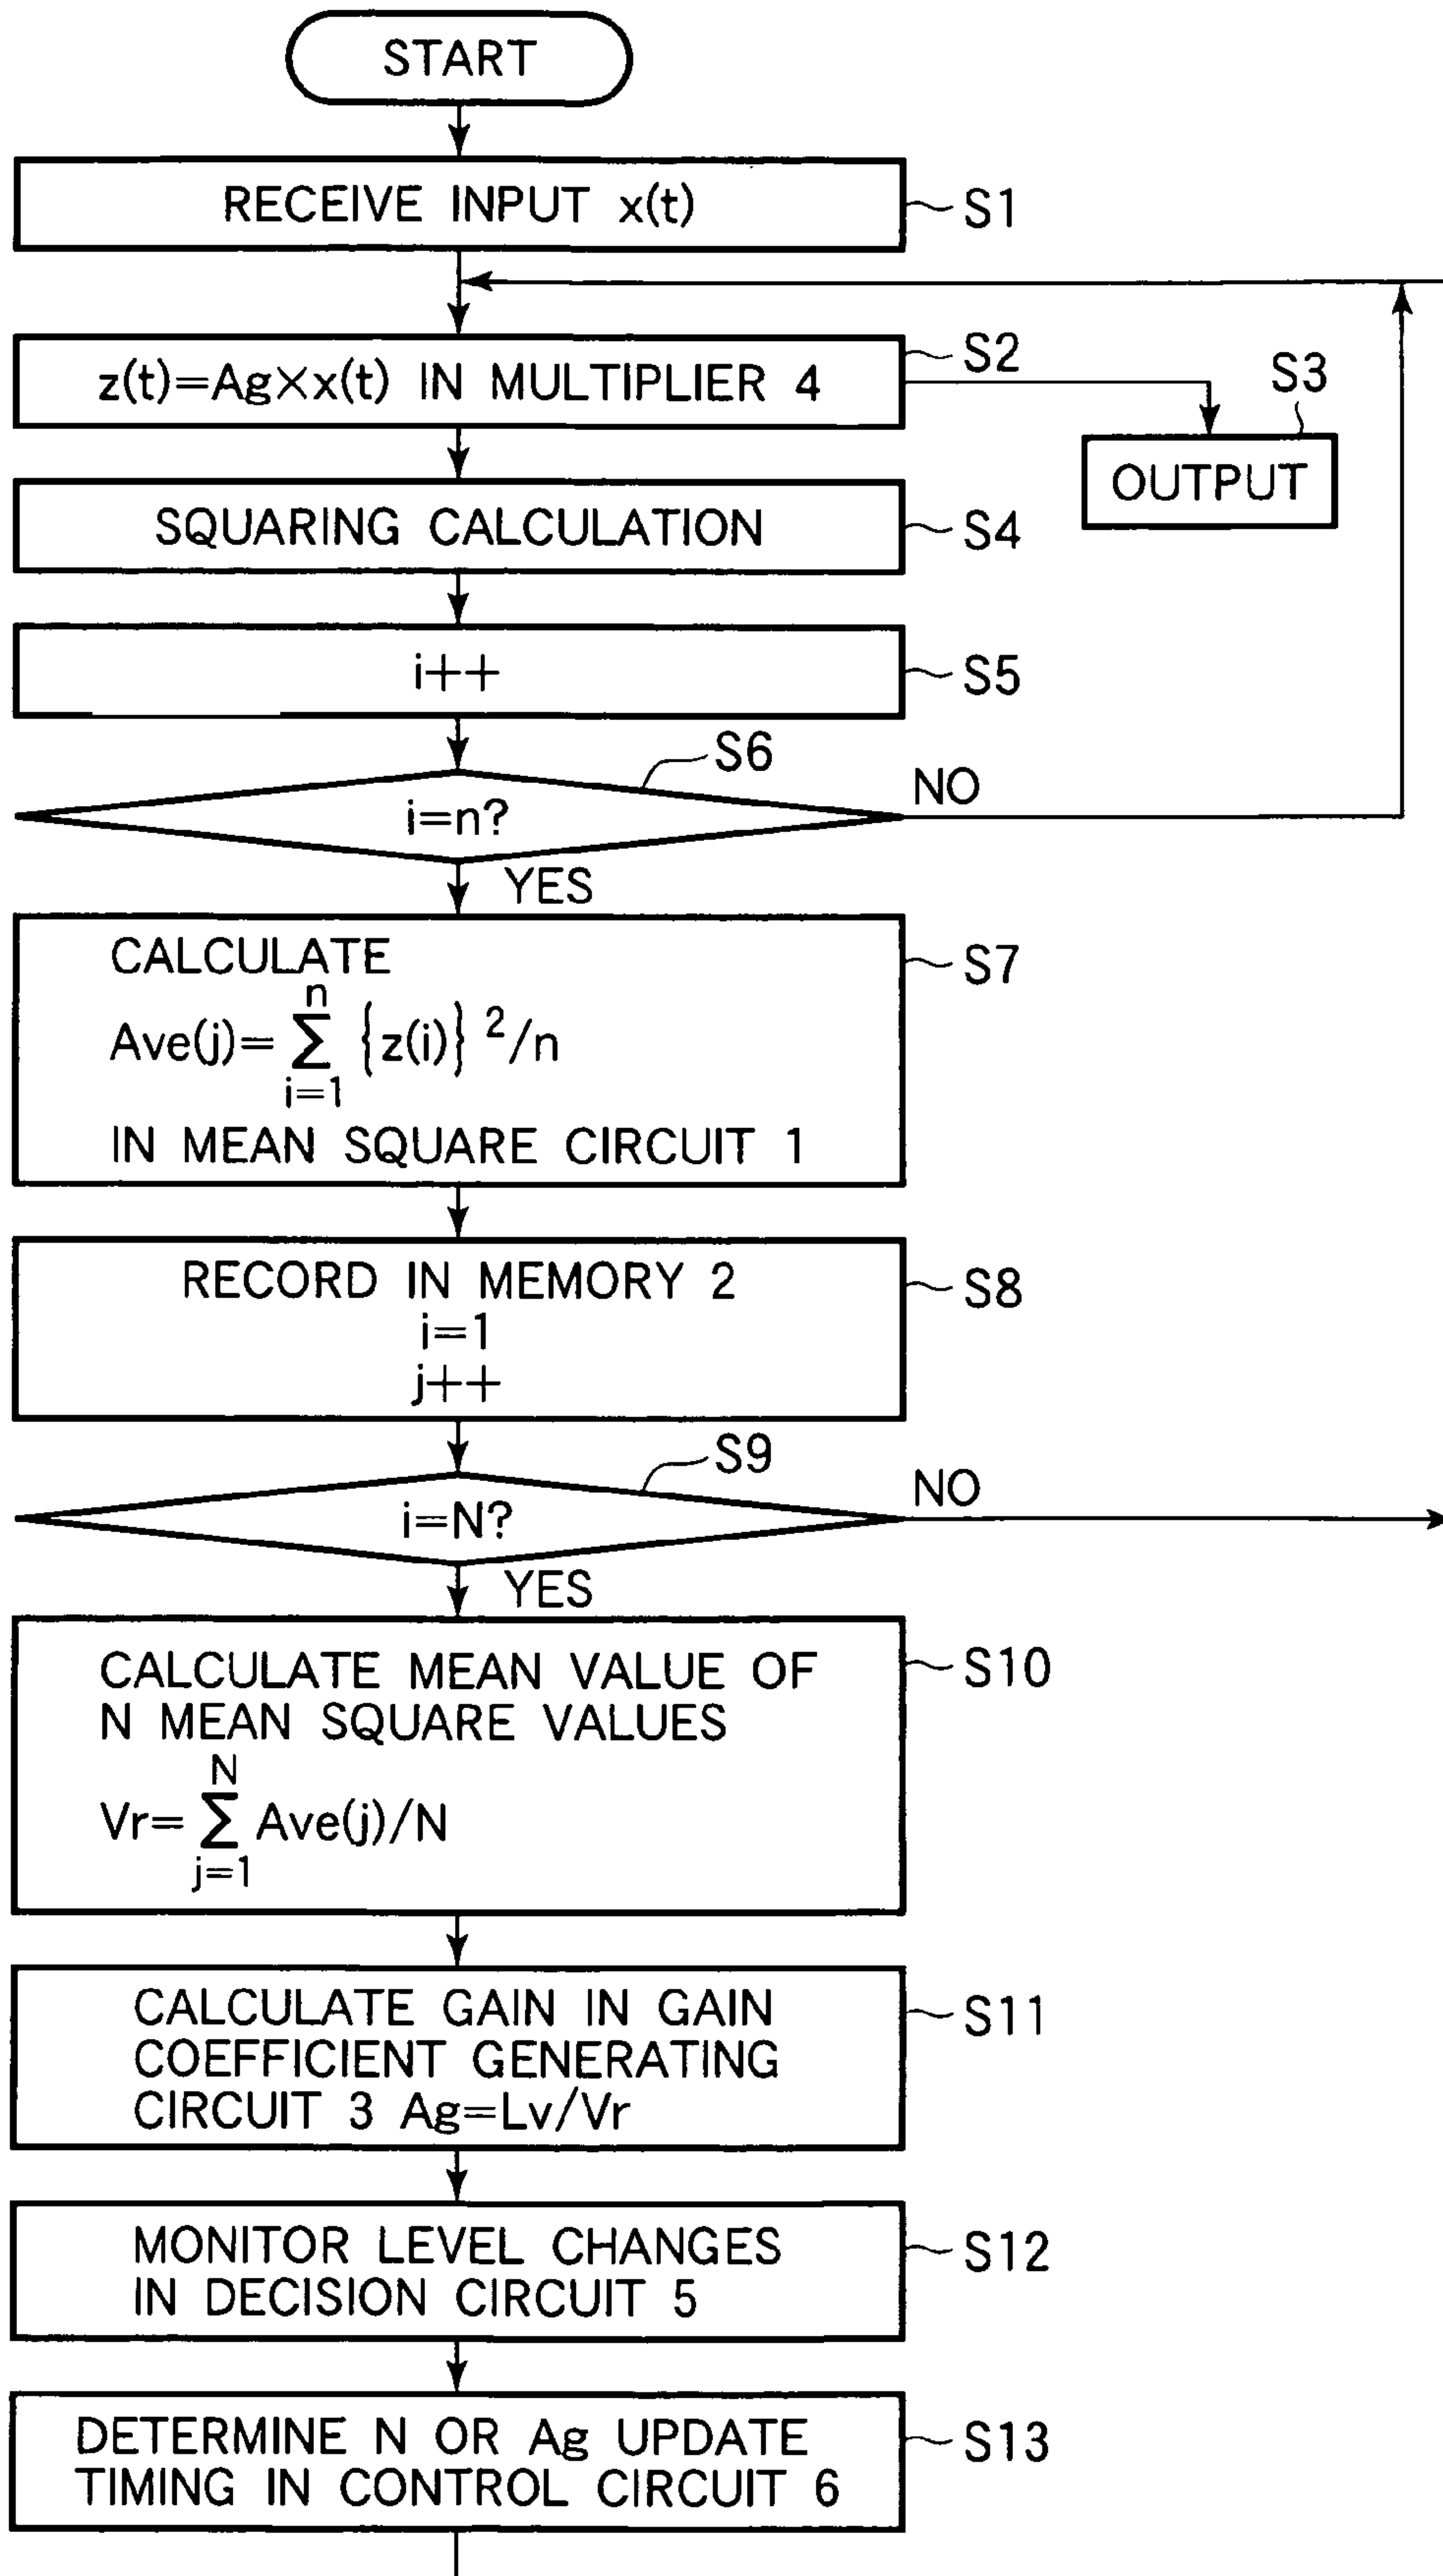 START
RECEIVE INPUT x(t)
S1
z(t)=Ag×x(t) IN MULTIPLIER 4
S2
S3
OUTPUT
SQUARING CALCULATION
S4
i++
S5
S6
i=n?
NO
YES
CALCULATE
Ave(j)=∑ⁿᵢ₌₁ {z(i)} ²/n
IN MEAN SQUARE CIRCUIT 1
S7
RECORD IN MEMORY 2
i=1
j++
S8
S9
i=N?
NO
YES
CALCULATE MEAN VALUE OF
N MEAN SQUARE VALUES
Vr=∑ᴺⱼ₌₁ Ave(j)/N
S10
CALCULATE GAIN IN GAIN
COEFFICIENT GENERATING
CIRCUIT 3 Ag=Lv/Vr
S11
MONITOR LEVEL CHANGES
IN DECISION CIRCUIT 5
S12
DETERMINE N OR Ag UPDATE
TIMING IN CONTROL CIRCUIT 6
S13